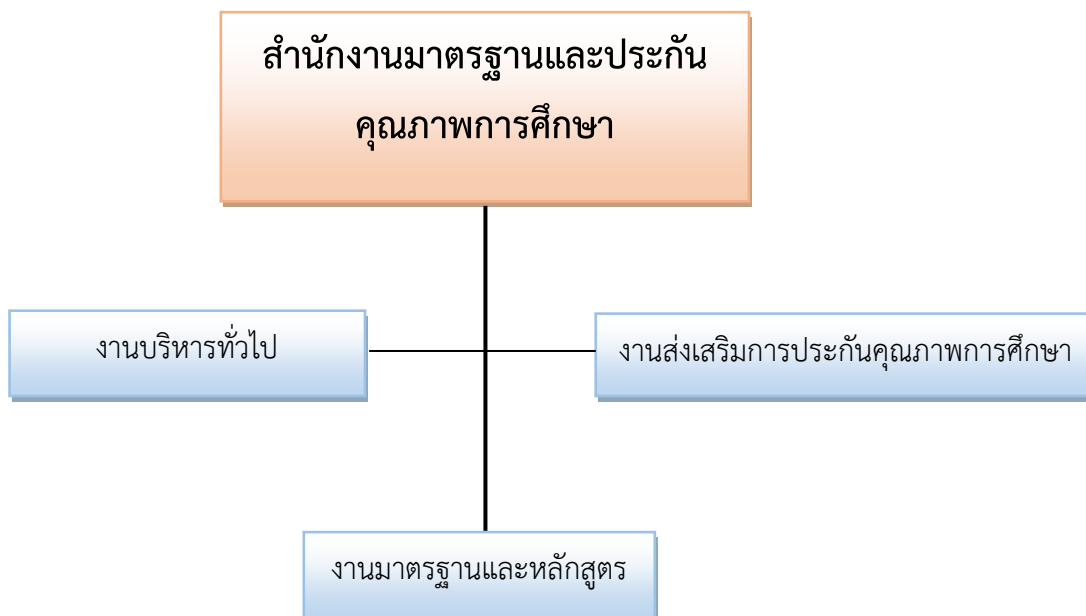 สำนักงานมาตรฐานและประกัน
คุณภาพการศึกษา
งานบริหารทั่วไป
งานส่งเสริมการประกันคุณภาพการศึกษา
งานมาตรฐานและหลักสูตร